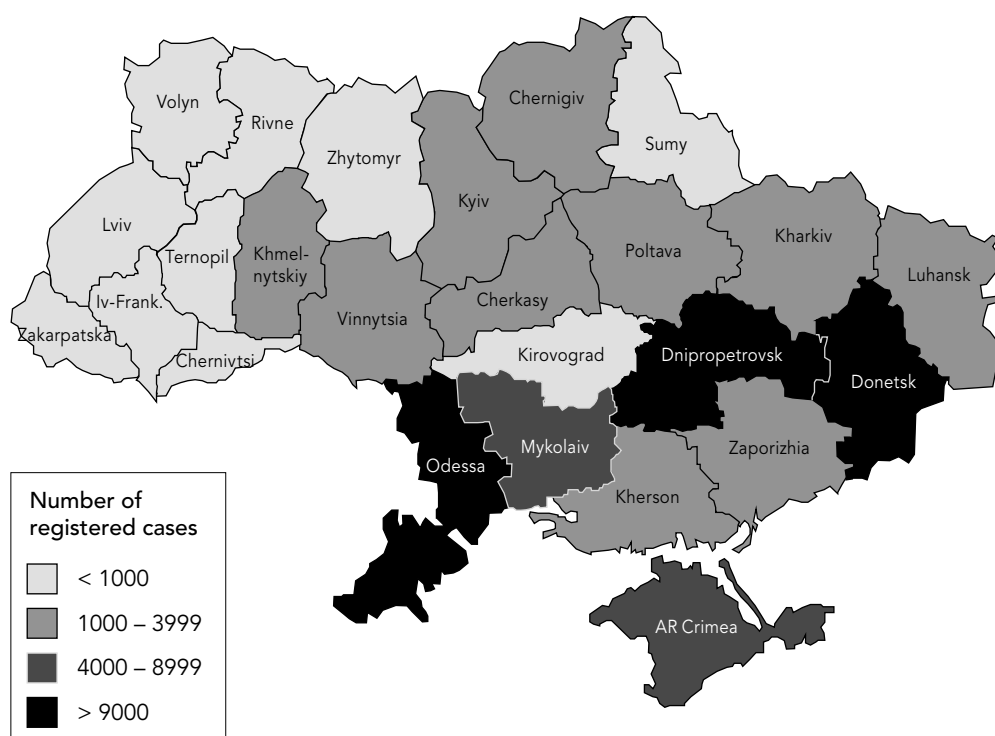 Chernigiv
Volyn
Rivne
Sumy
Zhytomyr
Kyiv
Lviv
Kharkiv
Poltava
Ternopil
Khmel-
nytskiy
Luhansk
Iv-Frank.
Cherkasy
Vinnytsia
Zakarpatska
Chernivtsi
Kirovograd
Dnipropetrovsk
Donetsk
Mykolaiv
Zaporizhia
Odessa
Kherson
AR Crimea
Number of
registered cases
< 1000
1000 – 3999
4000 – 8999
> 9000